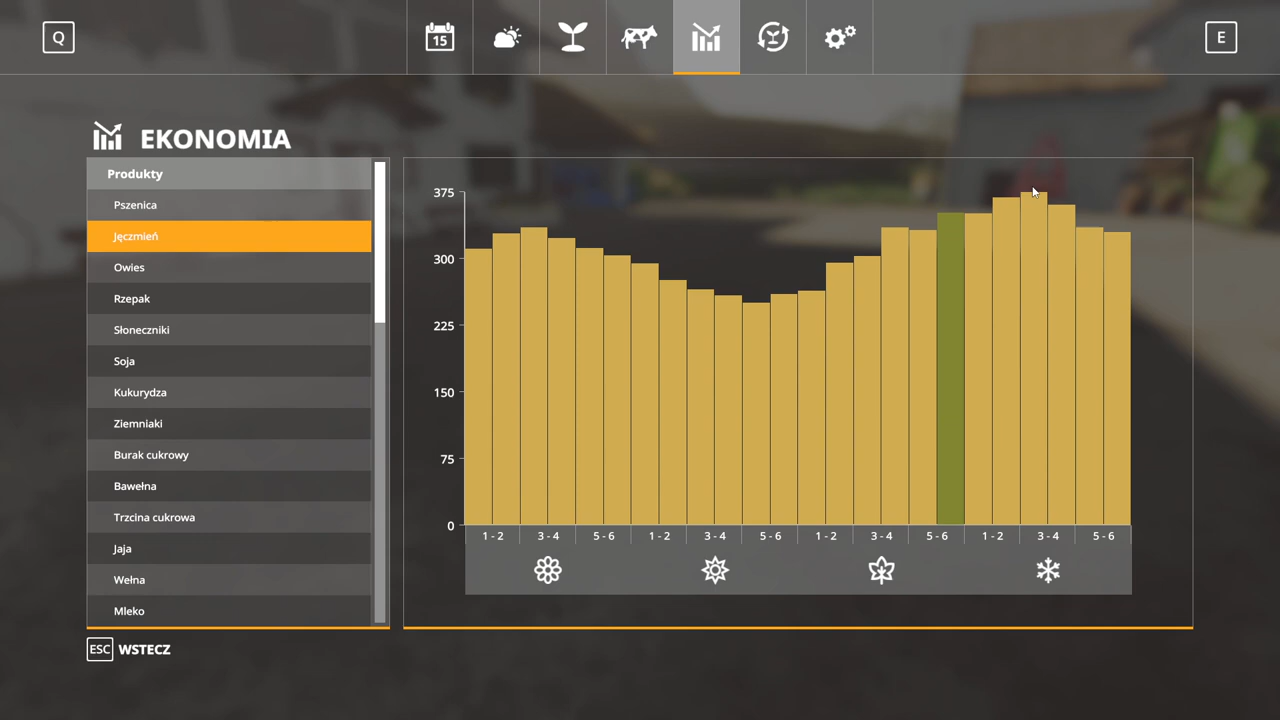 Q
15
E
EKONOMIA
Produkty
Pszenica
Jęczmień
Owies
Rzepak
Słoneczniki
Soja
Kukurydza
Ziemniaki
Burak cukrowy
Bawełna
Trzcina cukrowa
Jaja
Wełna
Mleko
375
300
225
150
75
0
1 - 2 3 - 4 5 - 6 1 - 2 3 - 4 5 - 6 1 - 2 3 - 4 5 - 6 1 - 2 3 - 4 5 - 6
ESC WSTECZ